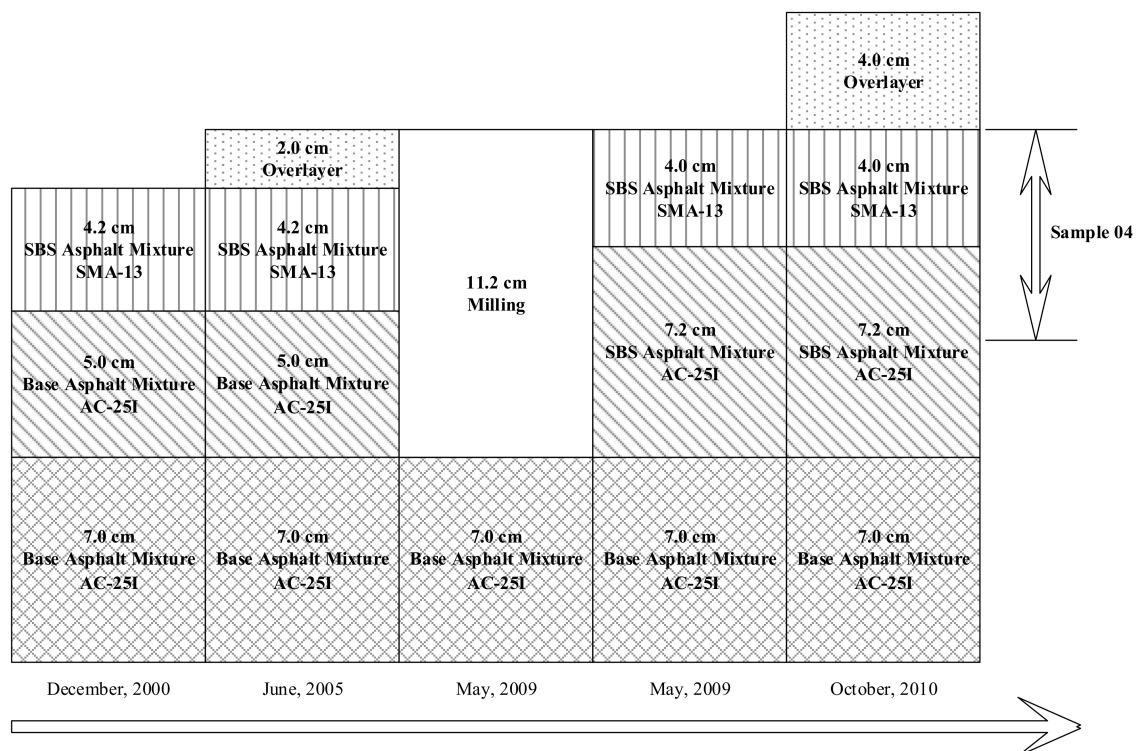 4.0 cm
Overlayer
2.0 cm
Overlayer
4.0 cm
SBS Asphalt Mixture
SMA-13
4.0 cm
SBS Asphalt Mixture
SMA-13
4.2 cm
SBS Asphalt Mixture
SMA-13
4.2 cm
SBS Asphalt Mixture
SMA-13
Sample 04
11.2 cm
Milling
7.2 cm
SBS Asphalt Mixture
AC-25I
7.2 cm
SBS Asphalt Mixture
AC-25I
5.0 cm
Base Asphalt Mixture
AC-25I
5.0 cm
Base Asphalt Mixture
AC-25I
7.0 cm
Base Asphalt Mixture
AC-25I
7.0 cm
Base Asphalt Mixture
AC-25I
7.0 cm
Base Asphalt Mixture
AC-25I
7.0 cm
Base Asphalt Mixture
AC-25I
7.0 cm
Base Asphalt Mixture
AC-25I
December, 2000
June, 2005
May, 2009
May, 2009
October, 2010